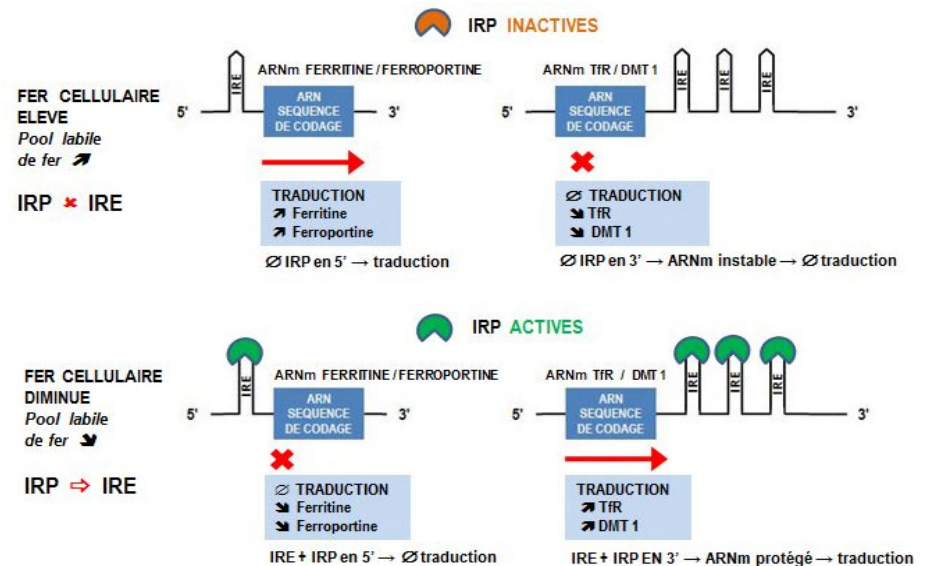 IRP INACTIVES
ARNm FERRITINE/FERROPORTINE
ARNm TfR/DMT 1
FER CELLULAIRE
ELEVE
Pool labile
de fer ↗
IRP ✖ IRE
5'
IRE
ARN
SEQUENCE
DE CODAGE
3'
5'
ARN
SEQUENCE
DE CODAGE
IRE
IRE
IRE
3'
TRADUCTION
↗ Ferritine
↗ Ferroportine
∅ IRP en 5' → traduction
∅ TRADUCTION
↘ TfR
↘ DMT 1
∅ IRP en 3' → ARNm instable → ∅ traduction
IRP ACTIVES
ARNm FERRITINE/FERROPORTINE
ARNm TfR / DMT1
FER CELLULAIRE
DIMINUE
Pool labile
de fer ↘
IRP ⇨ IRE
5'
IRE
ARN
SEQUENCE
DE CODAGE
3'
5'
ARN
SEQUENCE
DE CODAGE
IRE
IRE
IRE
3'
∅ TRADUCTION
↘ Ferritine
↘ Ferroportine
IRE + IRP en 5' → ∅ traduction
TRADUCTION
↗ TfR
↗ DMT 1
IRE + IRP EN 3' → ARNm protégé → traduction